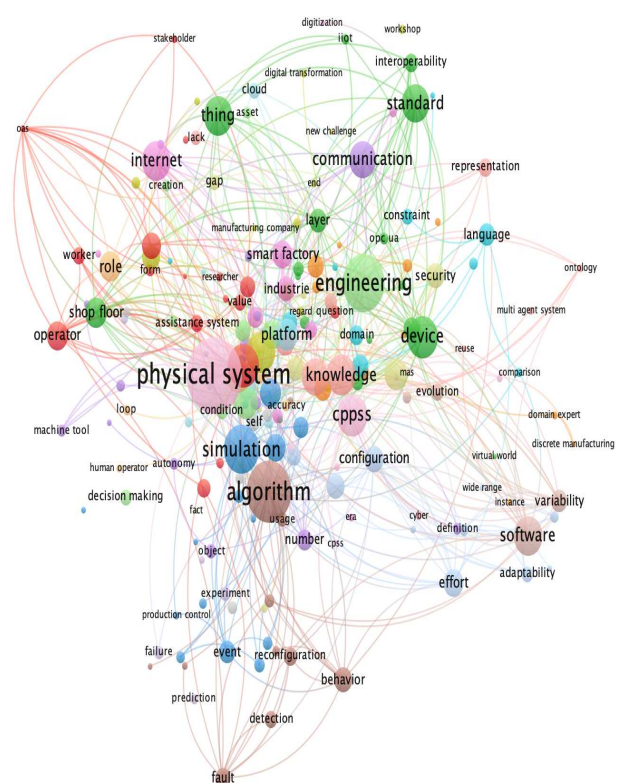 digitization
workshop
stakeholder
iiot
interoperability
digital transformation
cloud
standard
thing
asset
oas
lack
new challenge
internet
communication
representation
creation
gap
end
layer
constraint
manufacturing company
language
opc ua
worker
smart factory
role
form
ontology
researcher
security
engineering
industrie
value
shop floor
regard
question
multi agent system
assistance system
operator
platform
domain
device
reuse
physical system
knowledge
mas
comparison
evolution
condition
accuracy
loop
cppss
self
domain expert
machine tool
discrete manufacturing
simulation
virtual world
configuration
human operator
autonomy
wide range
decision making
algorithm
instance
variability
fact
usage
era
cyber
definition
software
number
cpss
object
adaptability
effort
experiment
production control
failure
event
reconfiguration
behavior
prediction
detection
fault